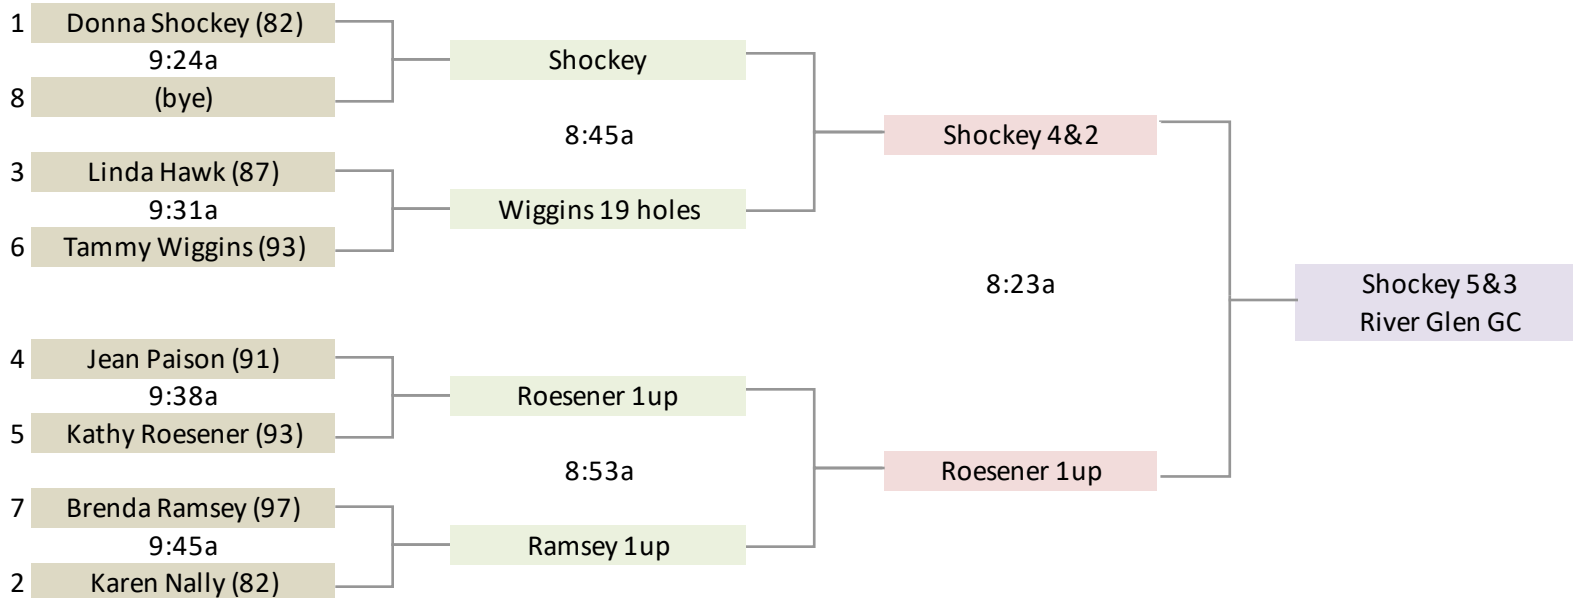 1 Donna Shockey (82)
9:24a
8 (bye)
3 Linda Hawk (87)
9:31a
6 Tammy Wiggins (93)
4 Jean Paison (91)
9:38a
5 Kathy Roesener (93)
7 Brenda Ramsey (97)
9:45a
2 Karen Nally (82)
Shockey
8:45a
Wiggins 19 holes
Roesener 1up
8:53a
Ramsey 1up
Shockey 4&2
8:23a
Roesener 1up
Shockey 5&3
River Glen GC